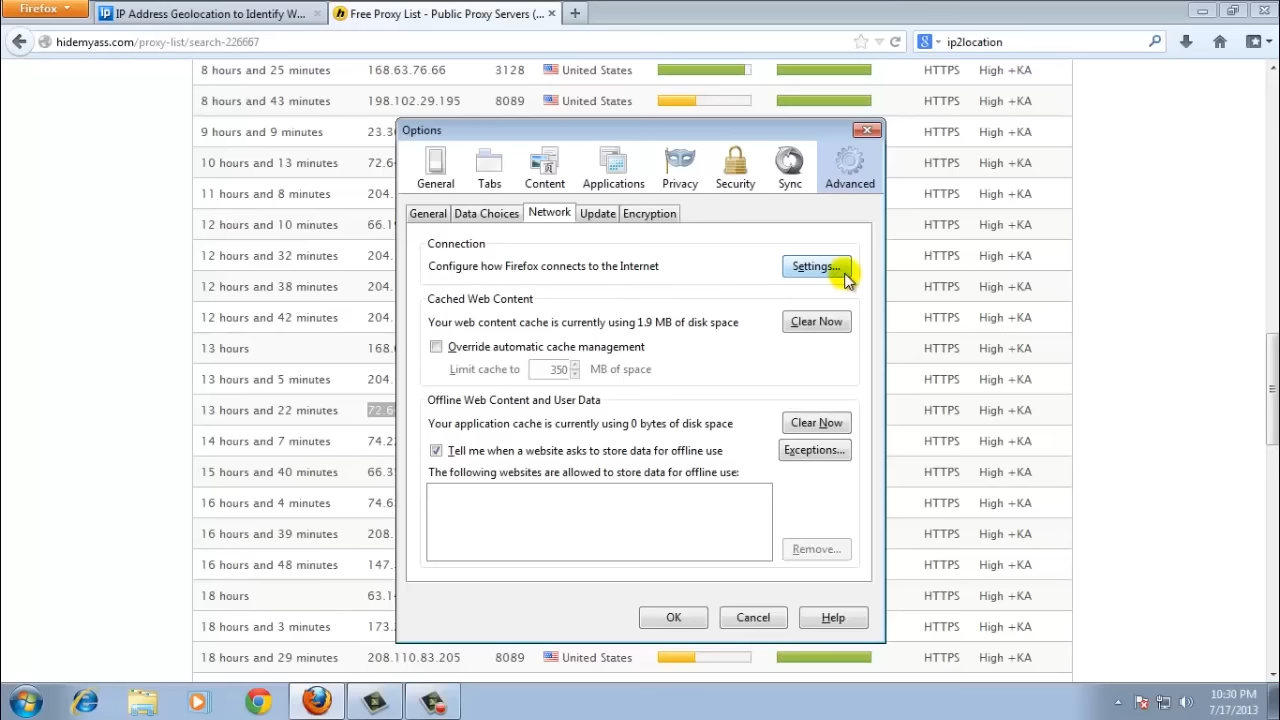 Firefox
IP Address Geolocation to Identify W...
Free Proxy List - Public Proxy Servers (...
hidemyass.com/proxy-list/search-226667
ip2location
8 hours and 25 minutes 168.63.76.66 3128 United States HTTPS High +KA
8 hours and 43 minutes 198.102.29.195 8089 United States HTTPS High +KA
9 hours and 9 minutes HTTPS High +KA
10 hours and 13 minutes HTTPS High +KA
11 hours and 8 minutes 204. HTTPS High +KA
12 hours and 10 minutes HTTPS High +KA
12 hours and 32 minutes 204. HTTPS High +KA
12 hours and 38 minutes 204. HTTPS High +KA
12 hours and 42 minutes 204. HTTPS High +KA
13 hours HTTPS High +KA
13 hours and 5 minutes 204. HTTPS High +KA
13 hours and 22 minutes HTTPS High +KA
14 hours and 7 minutes HTTPS High +KA
15 hours and 40 minutes HTTPS High +KA
16 hours and 4 minutes HTTPS High +KA
16 hours and 39 minutes 208. HTTPS High +KA
16 hours and 48 minutes 147. HTTPS High +KA
18 hours HTTPS High +KA
18 hours and 3 minutes 173. HTTPS High +KA
18 hours and 29 minutes 208.110.83.205 8089 United States HTTPS High +KA
Options
General Tabs Content Applications Privacy Security Sync Advanced
General Data Choices Network Update Encryption
Connection
Configure how Firefox connects to the Internet Settings...
Cached Web Content
Your web content cache is currently using 1.9 MB of disk space Clear Now
Override automatic cache management
Limit cache to 350 MB of space
Offline Web Content and User Data
Your application cache is currently using 0 bytes of disk space Clear Now
Tell me when a website asks to store data for offline use Exceptions...
The following websites are allowed to store data for offline use:
Remove...
OK Cancel Help
10:30 PM
7/17/2013